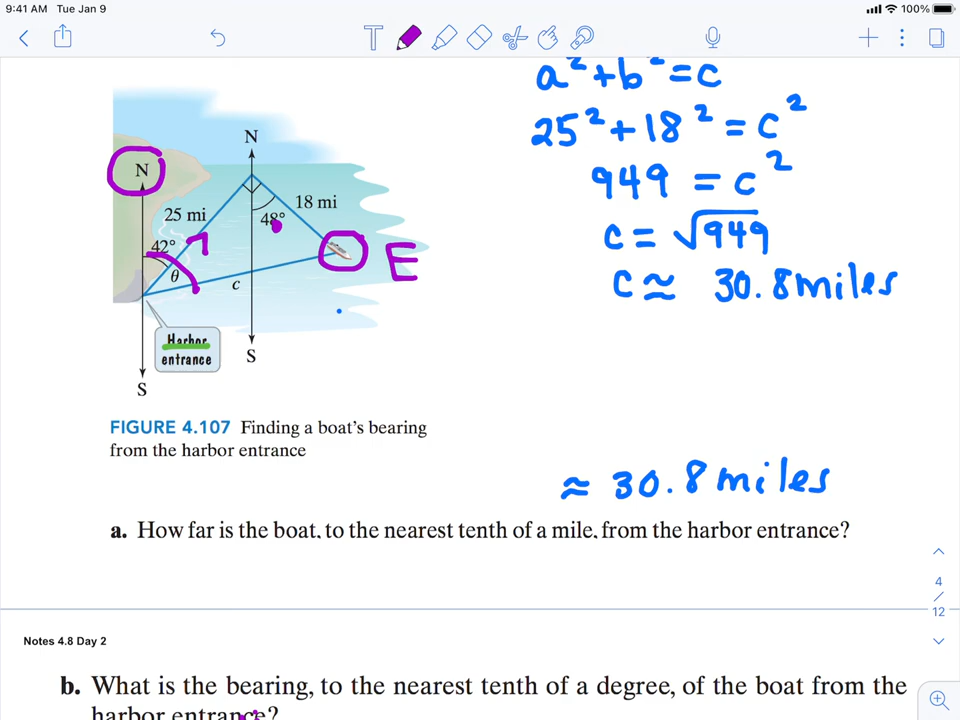 9:41 AM Tue Jan 9
100%
a² + b² = c
25² + 18² = c²
949 = c²
c = √949
c ≈ 30.8 miles
N
N
25 mi
18 mi
48°
42°
θ
c
E
Harbor
entrance
S
S
FIGURE 4.107 Finding a boat's bearing
from the harbor entrance
≈ 30.8 miles
a. How far is the boat, to the nearest tenth of a mile, from the harbor entrance?
4
/
12
Notes 4.8 Day 2
b. What is the bearing, to the nearest tenth of a degree, of the boat from the
harbor entrance?